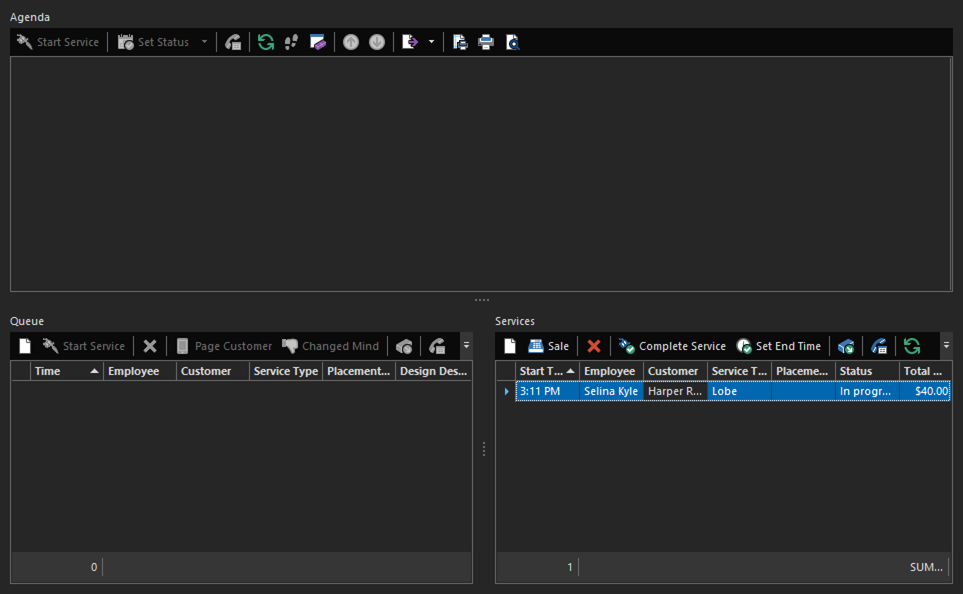 Agenda
Start Service Set Status
Queue
Start Service Page Customer Changed Mind
Time Employee Customer Service Type Placement... Design Des...
0
Services
Sale Complete Service Set End Time
Start T... Employee Customer Service T... Placeme... Status Total ...
3:11 PM Selina Kyle Harper R... Lobe In progr... $40.00
1 SUM...